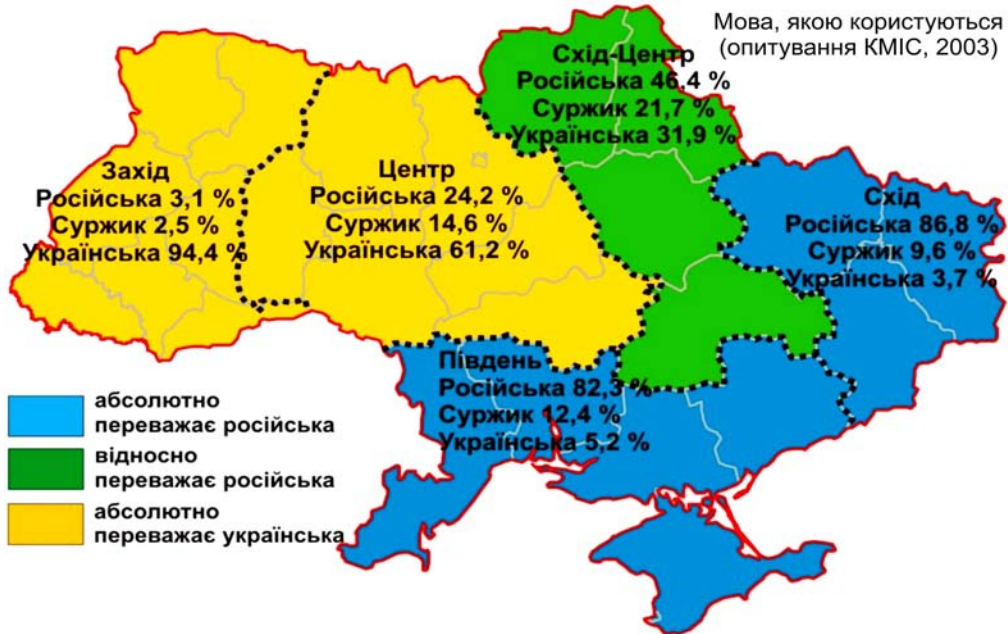 Мова, якою користуються
(опитування КМІС, 2003)
Схід-Центр
Російська 46,4 %
Суржик 21,7 %
Українська 31,9 %
Захід
Російська 3,1 %
Суржик 2,5 %
Українська 94,4 %
Центр
Російська 24,2 %
Суржик 14,6 %
Українська 61,2 %
Схід
Російська 86,8 %
Суржик 9,6 %
Українська 3,7 %
Південь
Російська 82,3 %
Суржик 12,4 %
Українська 5,2 %
абсолютно
переважає російська
відносно
переважає російська
абсолютно
переважає українська